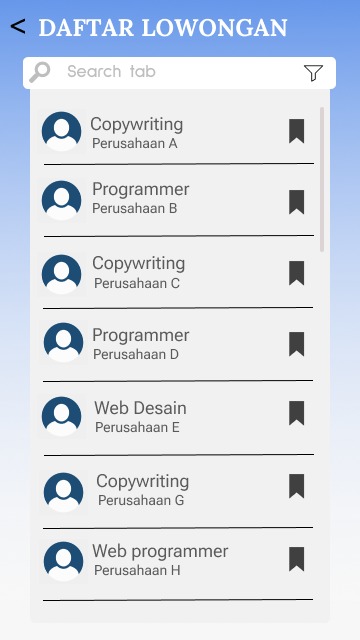 < DAFTAR LOWONGAN
Search tab
Copywriting
Perusahaan A
Programmer
Perusahaan B
Copywriting
Perusahaan C
Programmer
Perusahaan D
Web Desain
Perusahaan E
Copywriting
Perusahaan G
Web programmer
Perusahaan H